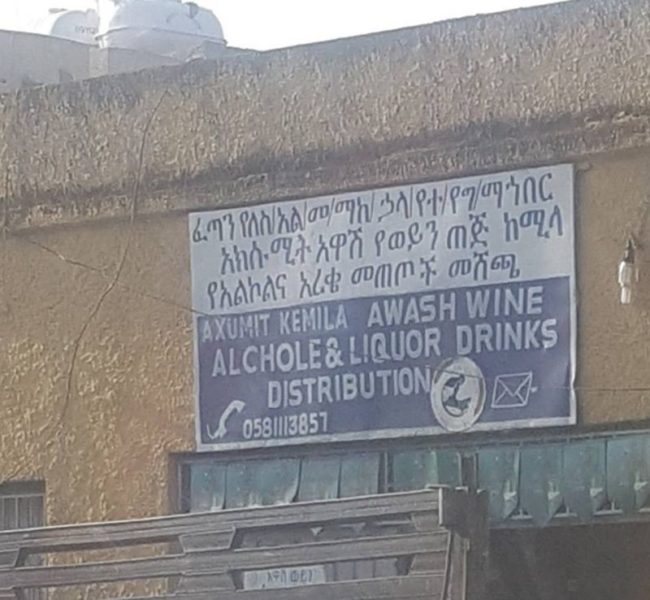 ፈጣን የለስ/አል/መ/ማከ/ኃላ/የተ/የግ/ማኅበር
አክሱሚት አዋሽ የወይን ጠጅ ከሚላ
የአልኮልና አረቄ መጠጦች መሸጫ
AXUMIT KEMILA AWASH WINE
ALCHOLE & LIQUOR DRINKS
DISTRIBUTION
0581113857